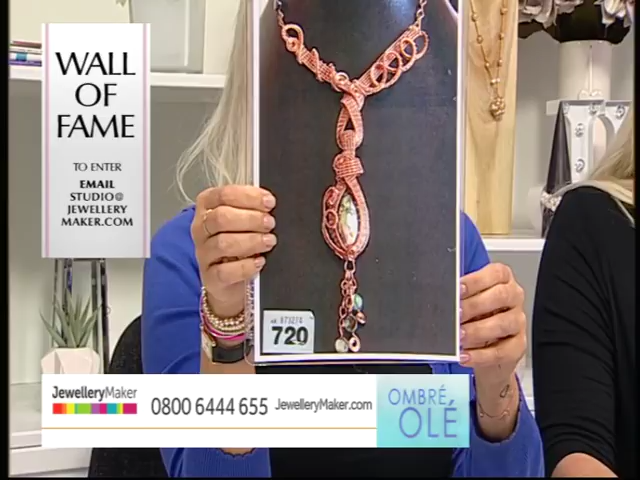 WALL
OF
FAME
TO ENTER
EMAIL
STUDIO@
JEWELLERY
MAKER.COM
720
JewelleryMaker
0800 6444 655
JewelleryMaker.com
OMBRÉ
OLÉ